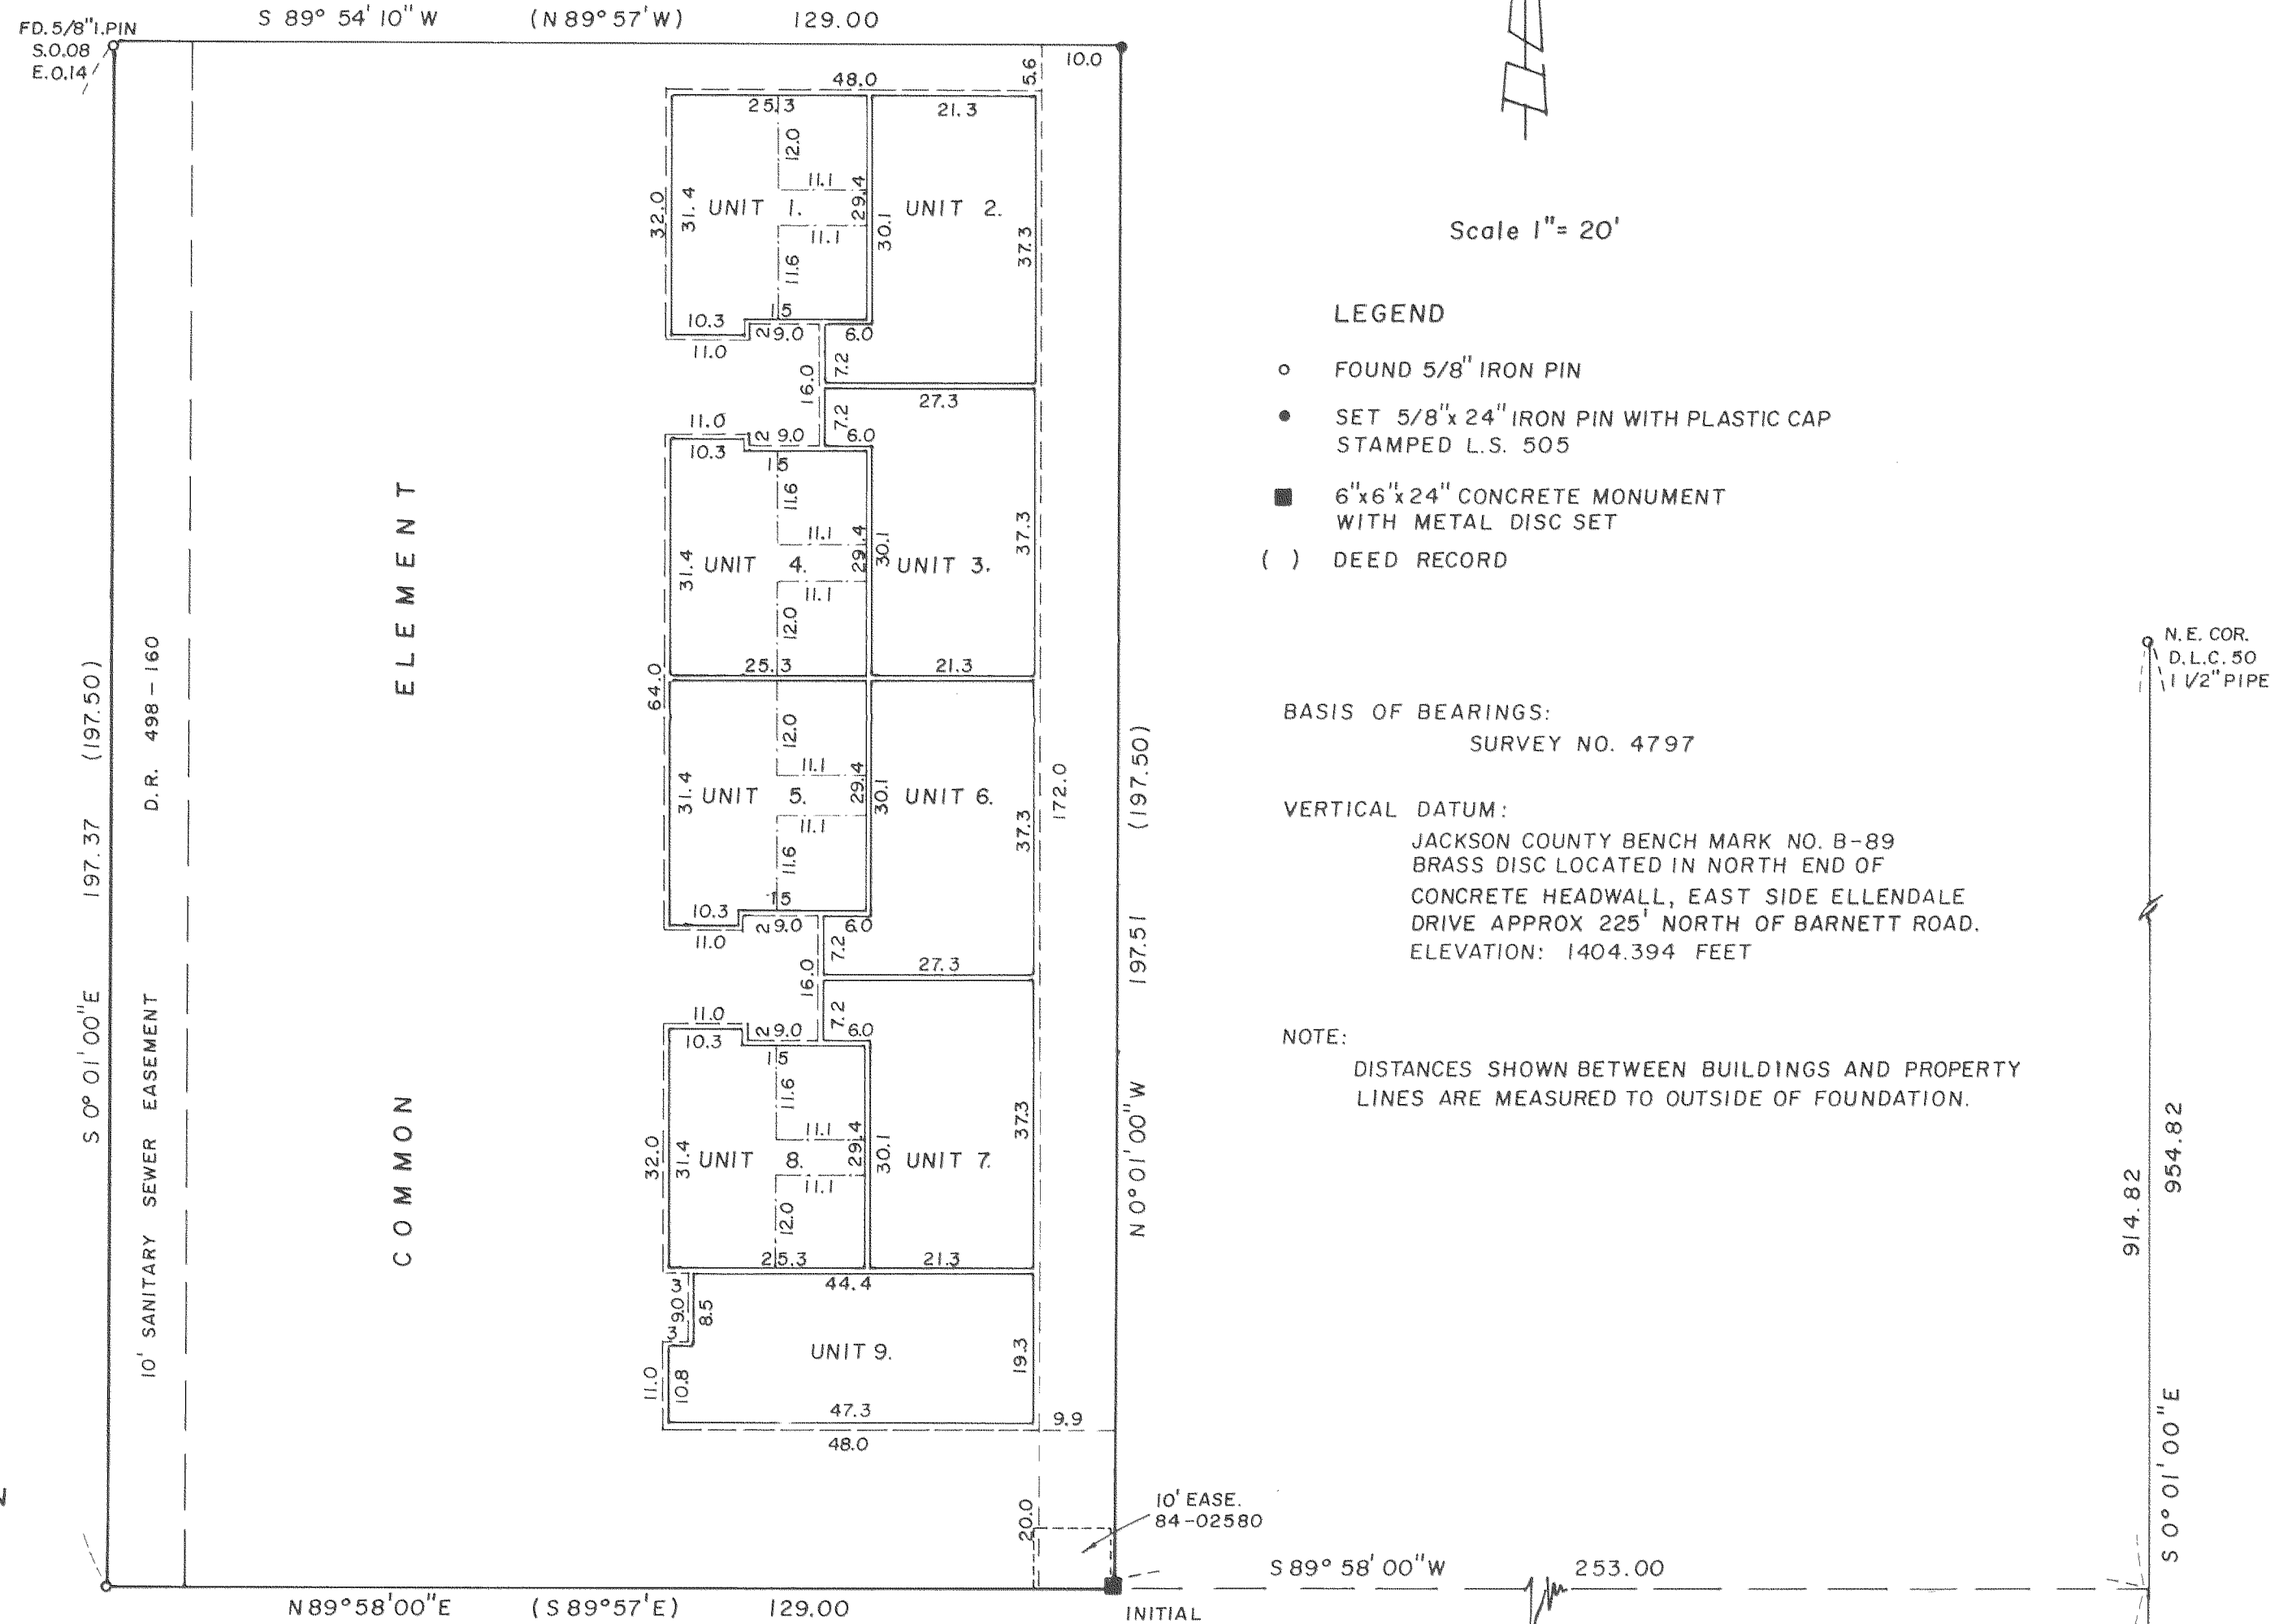 S 89° 54' 10" W (N 89° 57' W) 129.00
FD. 5/8" I. PIN
S. 0.08
E. 0.14
10.0
5.6
48.0
25.3
21.3
12.0
11.1
32.0
31.4
UNIT 1.
29.4
30.1
UNIT 2.
37.3
11.1
11.6
10.3
15
2
9.0
6.0
11.0
7.2
16.0
27.3
11.0
7.2
2
9.0
6.0
10.3
15
11.6
11.1
31.4
UNIT 4.
29.4
30.1
UNIT 3.
37.3
11.1
12.0
25.3
21.3
64.0
12.0
11.1
31.4
UNIT 5.
29.4
30.1
UNIT 6.
37.3
172.0
11.1
11.6
10.3
15
2
9.0
6.0
11.0
7.2
27.3
16.0
11.0
7.2
2
9.0
6.0
10.3
15
11.6
11.1
32.0
31.4
UNIT 8.
29.4
30.1
UNIT 7.
37.3
11.1
12.0
25.3
21.3
44.4
3
9.0
8.5
3
UNIT 9.
19.3
11.0
10.8
47.3
9.9
48.0
20.0
10' EASE.
84-02580
COMMON ELEMENT
10' SANITARY SEWER EASEMENT D.R. 498-160
S 0° 01' 00" E 197.37 (197.50)
N 0° 01' 00" W 197.51 (197.50)
N 89° 58' 00" E (S 89° 57' E) 129.00
INITIAL
S 89° 58' 00" W 253.00
Scale 1" = 20'
LEGEND
FOUND 5/8" IRON PIN
SET 5/8" x 24" IRON PIN WITH PLASTIC CAP
STAMPED L.S. 505
6"x6"x24" CONCRETE MONUMENT
WITH METAL DISC SET
( ) DEED RECORD
BASIS OF BEARINGS:
SURVEY NO. 4797
VERTICAL DATUM:
JACKSON COUNTY BENCH MARK NO. B-89
BRASS DISC LOCATED IN NORTH END OF
CONCRETE HEADWALL, EAST SIDE ELLENDALE
DRIVE APPROX 225' NORTH OF BARNETT ROAD.
ELEVATION: 1404.394 FEET
NOTE:
DISTANCES SHOWN BETWEEN BUILDINGS AND PROPERTY
LINES ARE MEASURED TO OUTSIDE OF FOUNDATION.
N.E. COR.
D.L.C. 50
1 1/2" PIPE
914.82
954.82
S 0° 01' 00" E